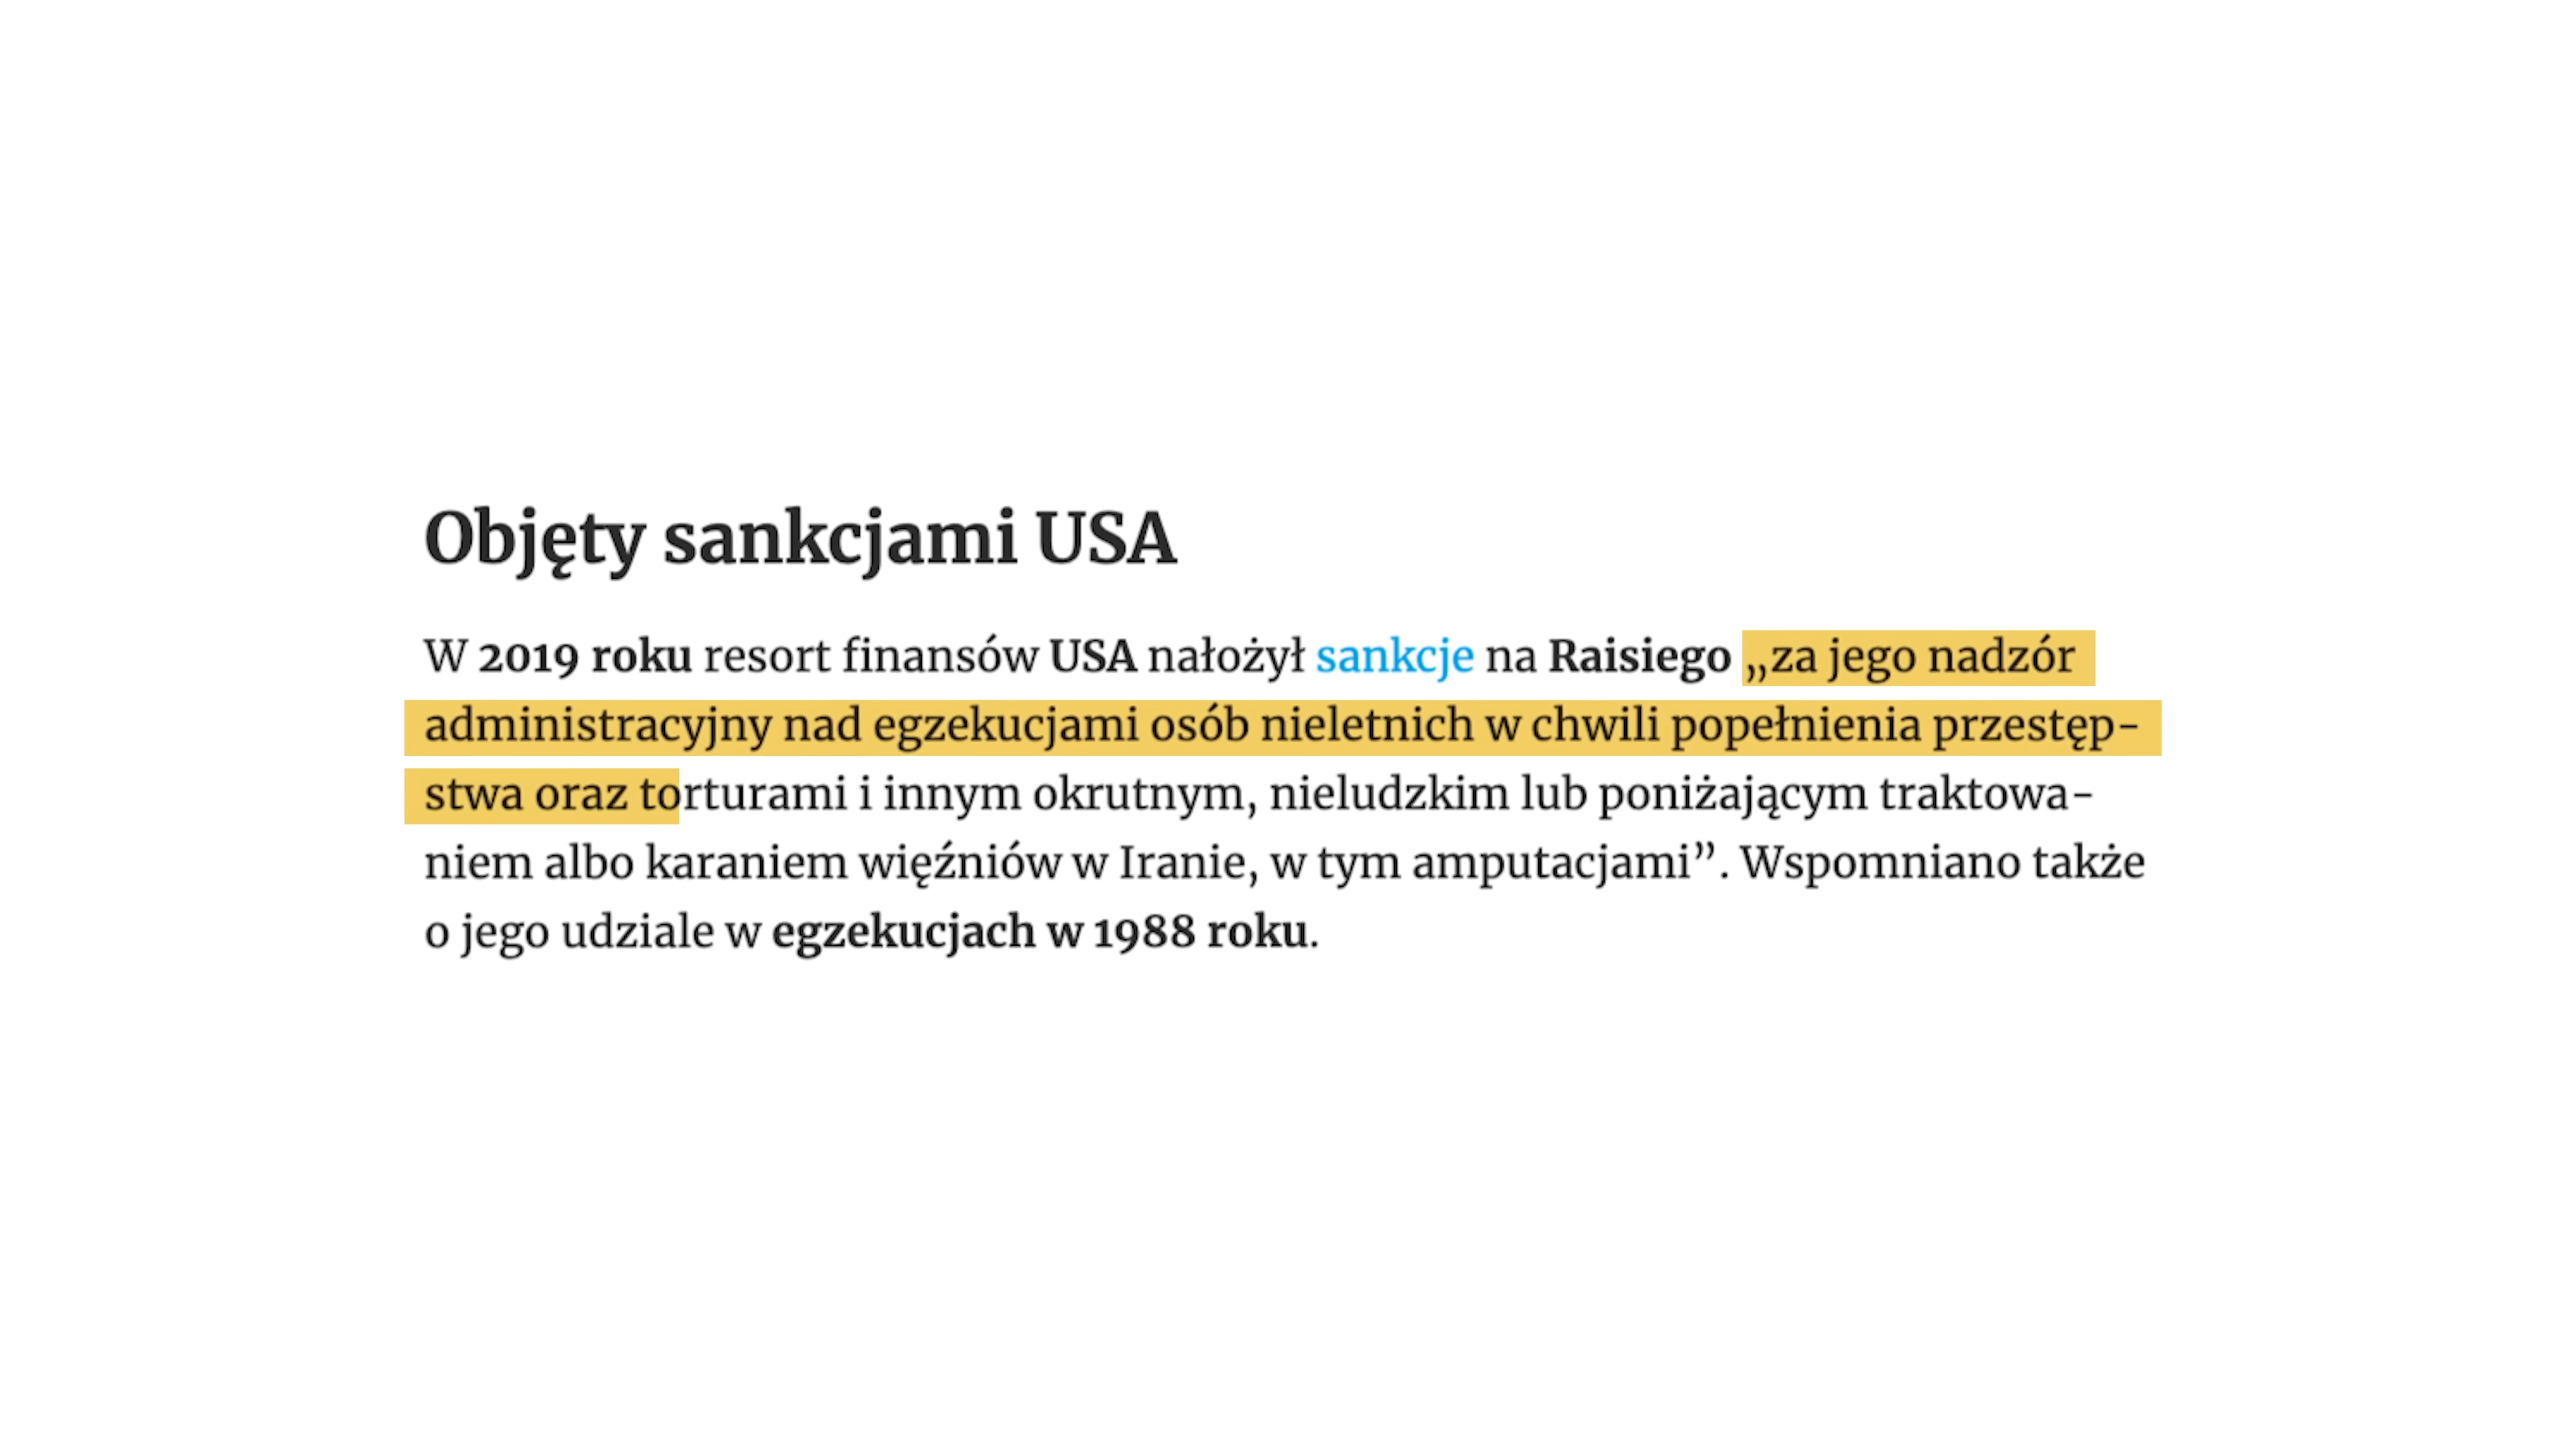 Objęty sankcjami USA
W 2019 roku resort finansów USA nałożył sankcje na Raisiego „za jego nadzór
administracyjny nad egzekucjami osób nieletnich w chwili popełnienia przestęp-
stwa oraz torturami i innym okrutnym, nieludzkim lub poniżającym traktowa-
niem albo karaniem więźniów w Iranie, w tym amputacjami”. Wspomniano także
o jego udziale w egzekucjach w 1988 roku.